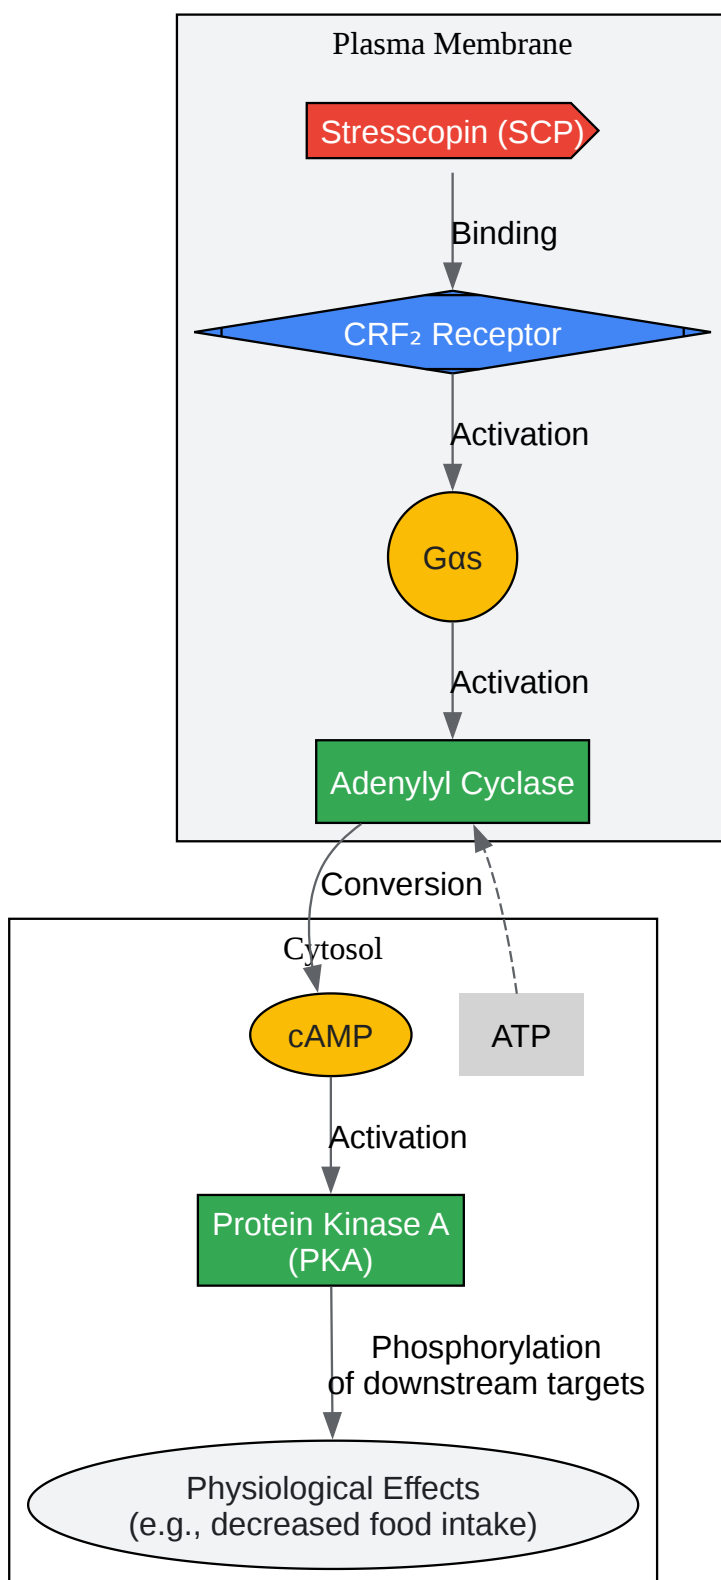 Plasma Membrane
Stresscopin (SCP)
Binding
CRF₂ Receptor
Activation
Gαs
Activation
Adenylyl Cyclase
Conversion
Cytosol
cAMP
ATP
Activation
Protein Kinase A
(PKA)
Phosphorylation
of downstream targets
Physiological Effects
(e.g., decreased food intake)